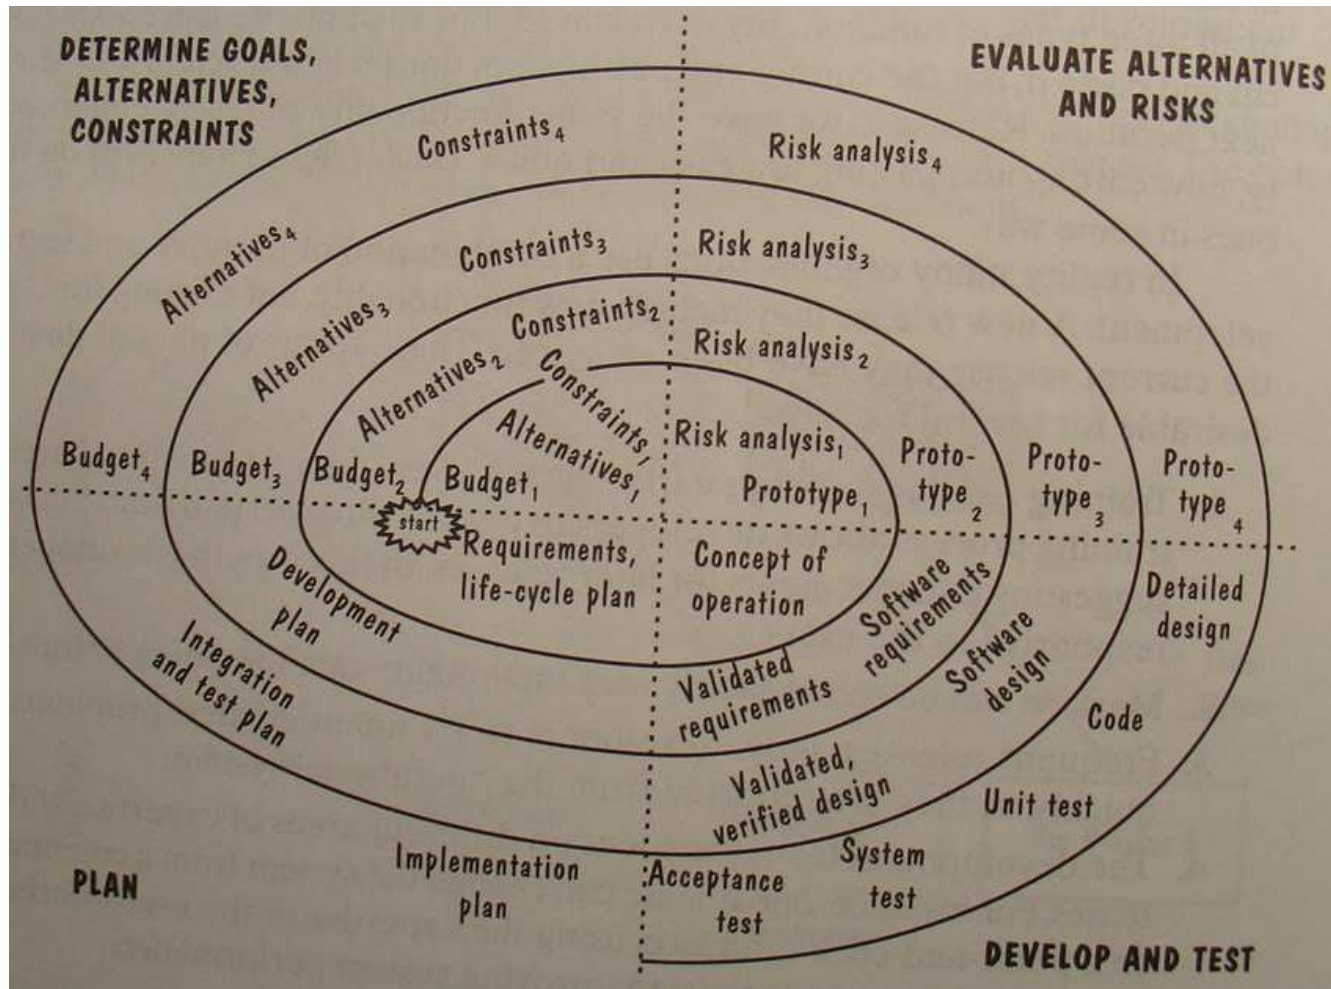 DETERMINE GOALS,
ALTERNATIVES,
CONSTRAINTS
EVALUATE ALTERNATIVES
AND RISKS
Constraints4
Risk analysis4
Alternatives4
Constraints3
Risk analysis3
Alternatives3
Constraints2
Risk analysis2
Alternatives2
Constraints1
Alternatives1
Risk analysis1
Budget4
Budget3
Budget2
Budget1
Prototype1
Proto-
type2
Proto-
type3
Proto-
type4
start
Requirements,
life-cycle plan
Concept of
operation
Software
requirements
Software
design
Detailed
design
Development
plan
Validated
requirements
Integration
and test plan
Code
Validated,
verified design
Unit test
Implementation
plan
Acceptance
test
System
test
PLAN
DEVELOP AND TEST